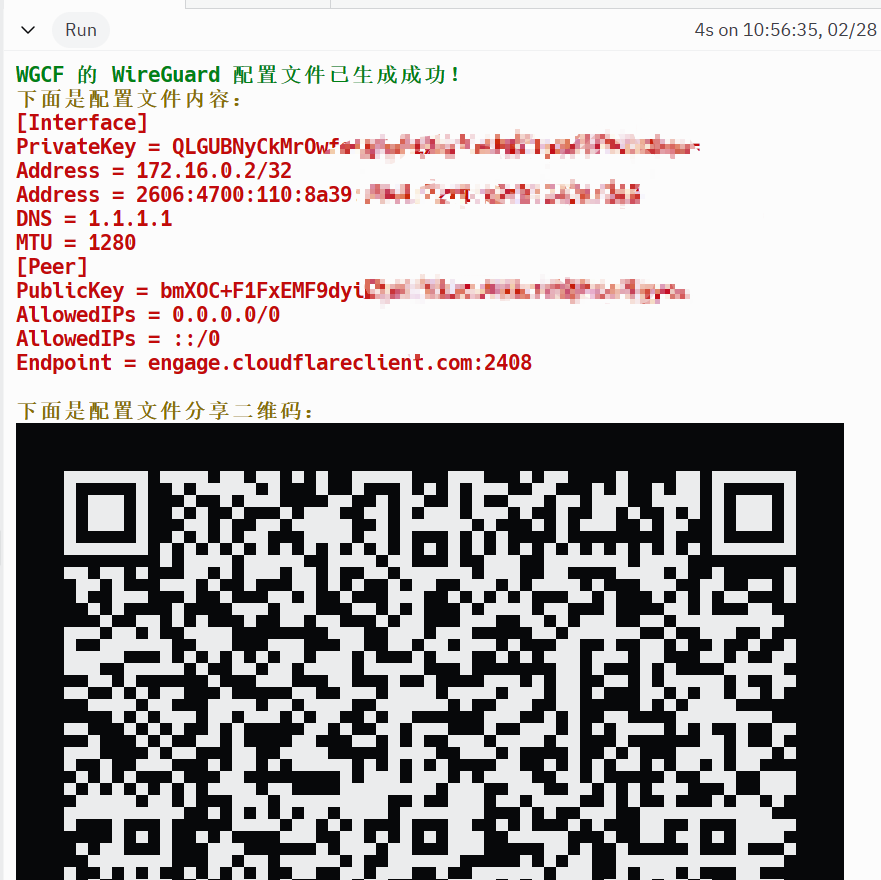 Run
4s on 10:56:35, 02/28
WGCF 的 WireGuard 配置文件已生成成功！
下面是配置文件内容：
[Interface]
PrivateKey = QLGUBNyCkMrOwf
Address = 172.16.0.2/32
Address = 2606:4700:110:8a39
DNS = 1.1.1.1
MTU = 1280
[Peer]
PublicKey = bmXOC+F1FxEMF9dyi
AllowedIPs = 0.0.0.0/0
AllowedIPs = ::/0
Endpoint = engage.cloudflareclient.com:2408
下面是配置文件分享二维码：